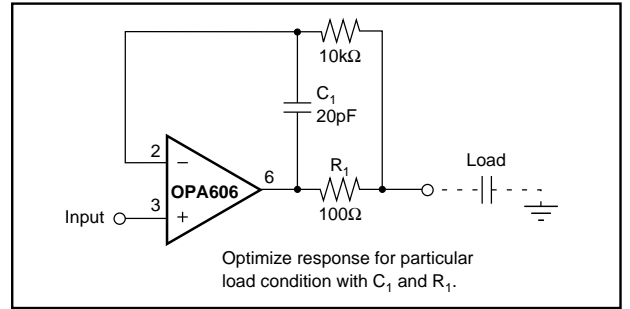 10kΩ
C1
20pF
2
−
OPA606
6
R1
Load
Input
3
+
100Ω
Optimize response for particular
load condition with C1 and R1.